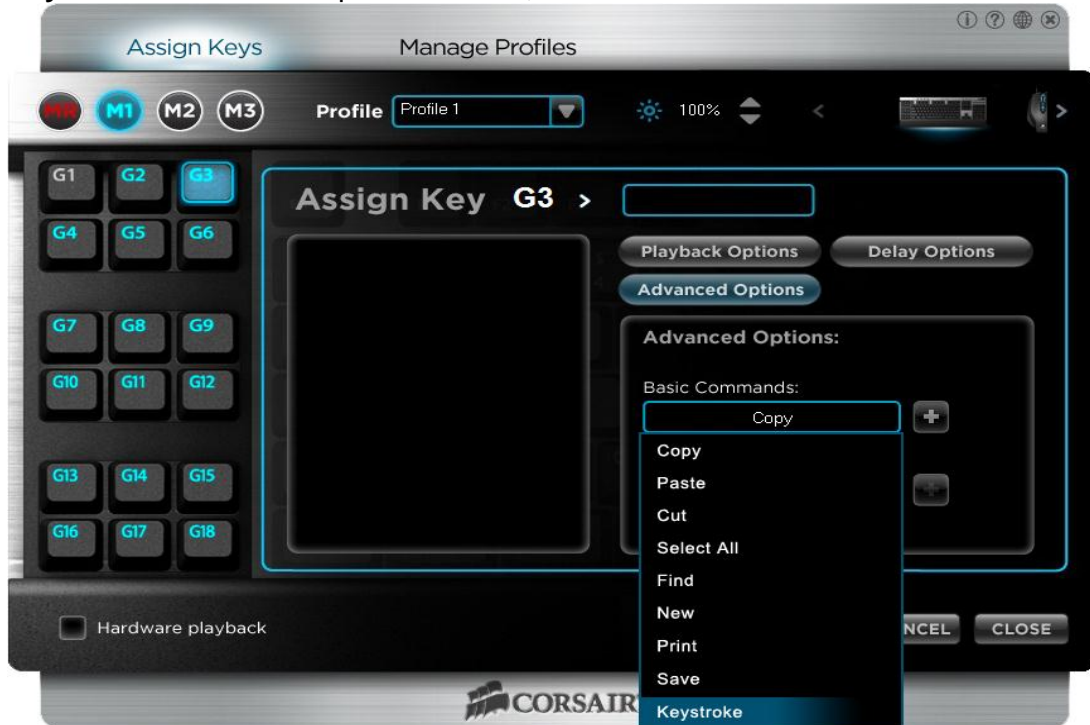 Assign Keys
Manage Profiles
MR M1 M2 M3 Profile Profile 1 100% < >
G1 G2 G3
Assign Key G3 >
G4 G5 G6
Playback Options Delay Options
Advanced Options
G7 G8 G9
Advanced Options:
G10 G11 G12
Basic Commands:
Copy
Copy
Paste
G13 G14 G15
Cut
G16 G17 G18
Select All
Find
New
Hardware playback
NCEL CLOSE
Print
Save
CORSAIR
Keystroke